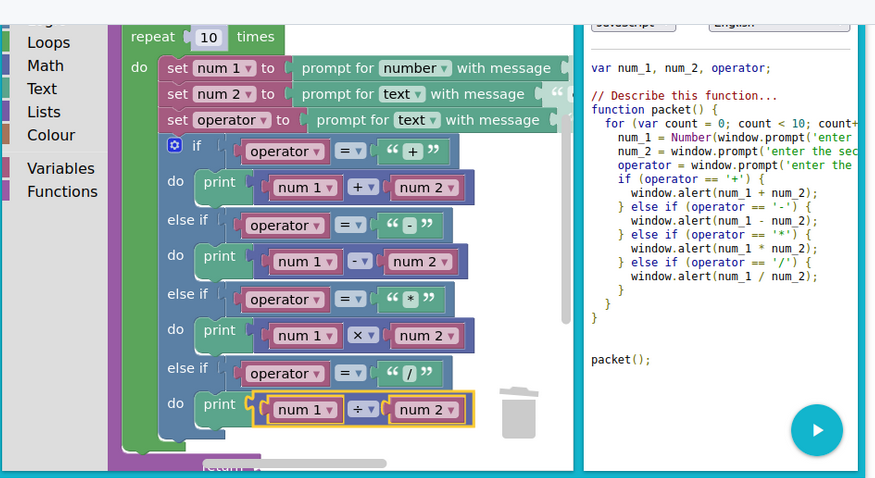 Loops
Math
Text
Lists
Colour
Variables
Functions
repeat 10 times
do set num 1 ▾ to prompt for number ▾ with message
set num 2 ▾ to prompt for text ▾ with message “
set operator ▾ to prompt for text ▾ with message
if operator ▾ = ▾ “ + ”
do print num 1 ▾ + ▾ num 2 ▾
else if operator ▾ = ▾ “ - ”
do print num 1 ▾ - ▾ num 2 ▾
else if operator ▾ = ▾ “ * ”
do print num 1 ▾ × ▾ num 2 ▾
else if operator ▾ = ▾ “ / ”
do print num 1 ▾ ÷ ▾ num 2 ▾
return
JavaScript English
var num_1, num_2, operator;
// Describe this function...
function packet() {
for (var count = 0; count < 10; count+
num_1 = Number(window.prompt('enter
num_2 = window.prompt('enter the sec
operator = window.prompt('enter the
if (operator == '+') {
window.alert(num_1 + num_2);
} else if (operator == '-') {
window.alert(num_1 - num_2);
} else if (operator == '*') {
window.alert(num_1 * num_2);
} else if (operator == '/') {
window.alert(num_1 / num_2);
}
}
}
packet();